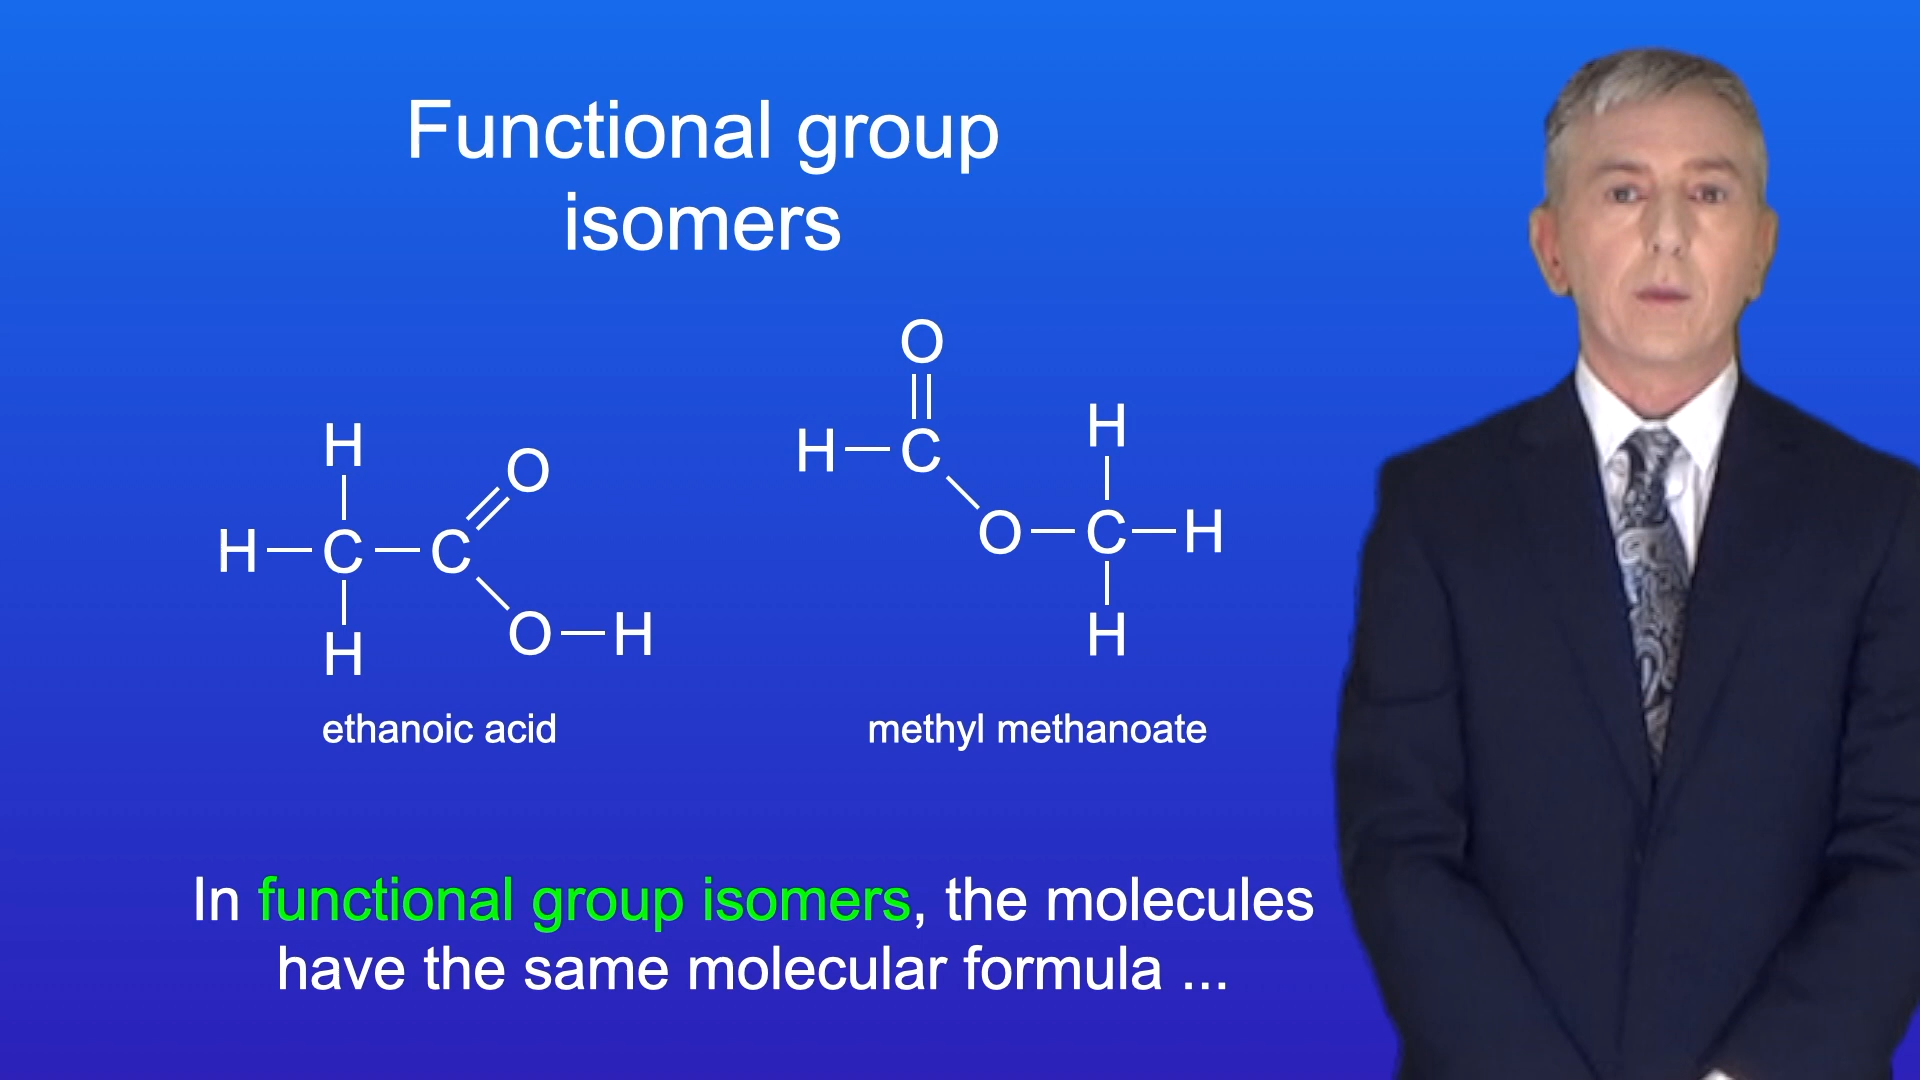 Functional group
isomers
O
H C H
H O
H C C O C H
O H H
H
ethanoic acid methyl methanoate
In functional group isomers, the molecules
have the same molecular formula ...